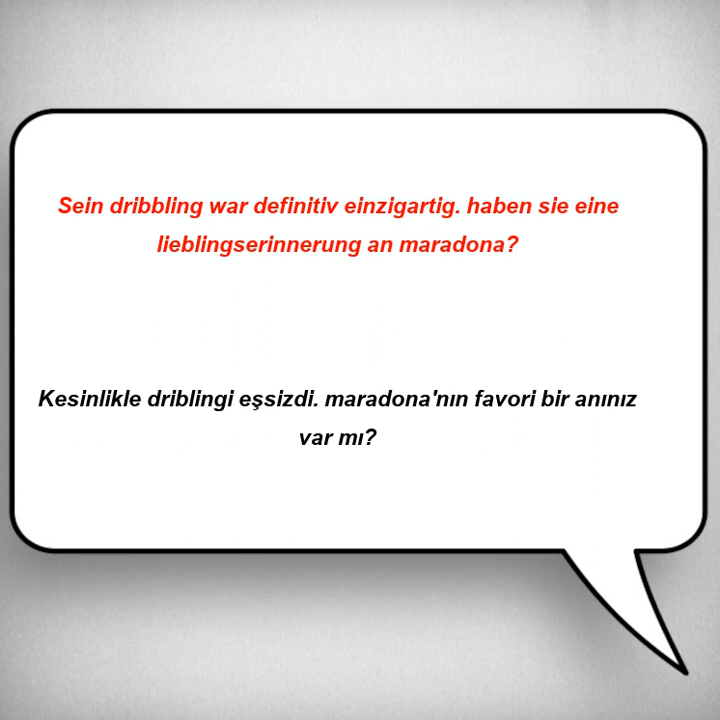 Sein dribbling war definitiv einzigartig. haben sie eine
lieblingserinnerung an maradona?
Kesinlikle driblingi eşsizdi. maradona'nın favori bir anınız
var mı?